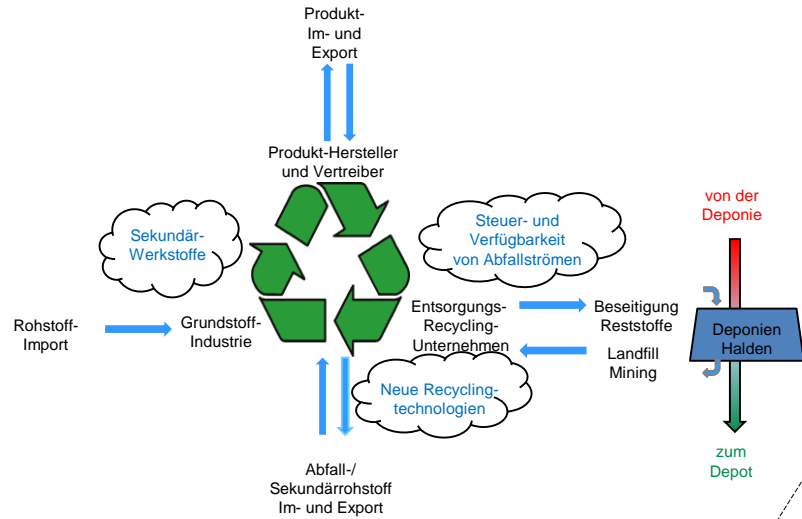 Produkt-
Im- und
Export
Produkt-Hersteller
und Vertreiber
Sekundär-
Werkstoffe
Steuer- und
Verfügbarkeit
von Abfallströmen
von der
Deponie
Rohstoff-
Import
Grundstoff-
Industrie
Entsorgungs-
Recycling-
Unternehmen
Beseitigung
Reststoffe
Landfill
Mining
Deponien
Halden
Neue Recycling-
technologien
zum
Depot
Abfall-/
Sekundärrohstoff
Im- und Export